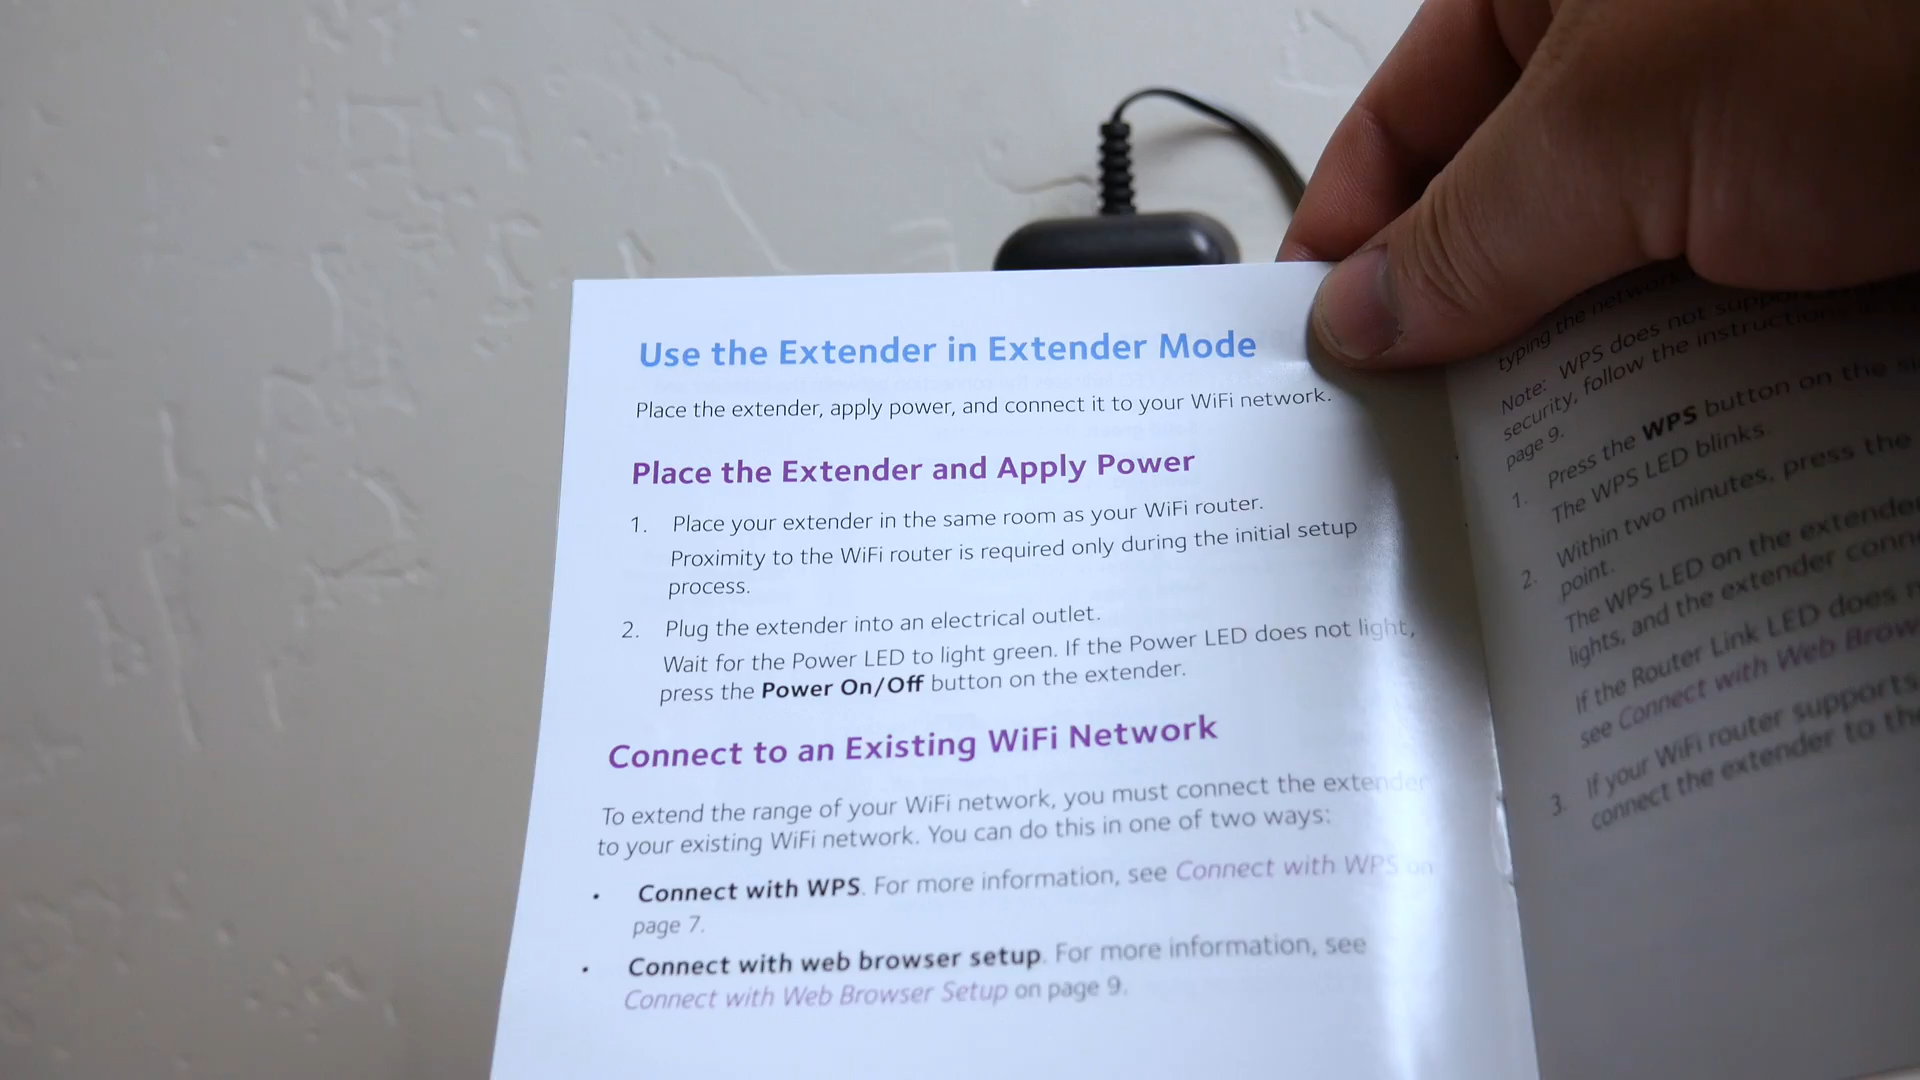 Use the Extender in Extender Mode
Place the extender, apply power, and connect it to your WiFi network.
Place the Extender and Apply Power
1. Place your extender in the same room as your WiFi router.
Proximity to the WiFi router is required only during the initial setup
process.
2. Plug the extender into an electrical outlet.
Wait for the Power LED to light green. If the Power LED does not light,
press the Power On/Off button on the extender.
Connect to an Existing WiFi Network
To extend the range of your WiFi network, you must connect the extender
to your existing WiFi network. You can do this in one of two ways:
• Connect with WPS. For more information, see Connect with WPS on
page 7.
• Connect with web browser setup. For more information, see
Connect with Web Browser Setup on page 9.
typing the network
Note: WPS does not support
security, follow the instructions
page 9.
1. Press the WPS button on the
The WPS LED blinks.
2. Within two minutes, press the
point.
The WPS LED on the extender
lights, and the extender
If the Router Link LED does
see Connect with Web
3. If your WiFi router supports
connect the extender to the